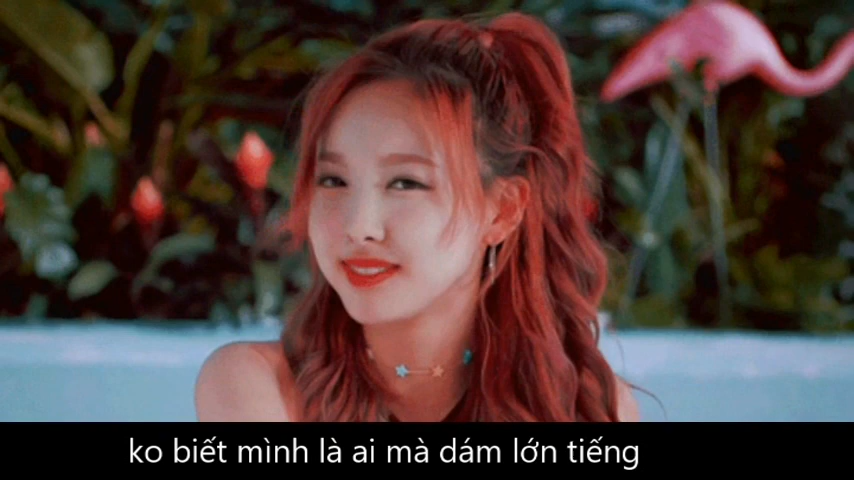 ko biết mình là ai mà dám lớn tiếng